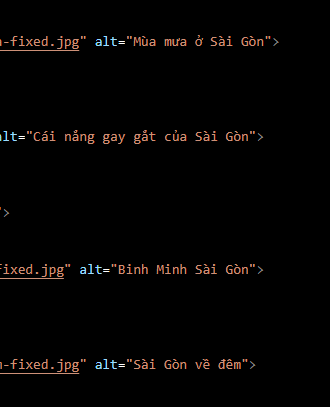 -fixed.jpg" alt="Mùa mưa ở Sài Gòn">
alt="Cái nắng gay gắt của Sài Gòn">
">
fixed.jpg" alt="Bình Minh Sài Gòn">
-fixed.jpg" alt="Sài Gòn về đêm">